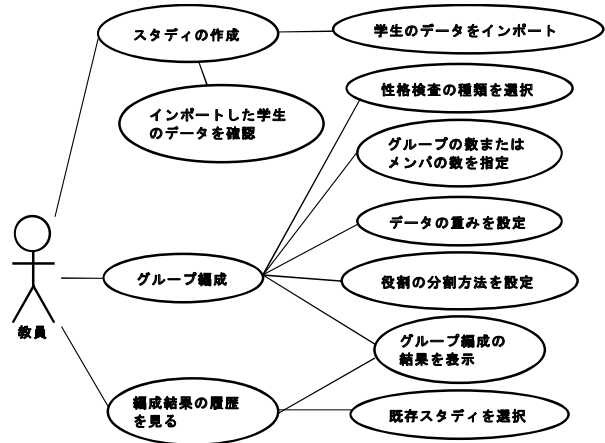 スタディの作成
学生のデータをインポート
インポートした学生
のデータを確認
性格検査の種類を選択
グループの数または
メンバの数を指定
データの重みを設定
グループ編成
役割の分割方法を設定
教員
グループ編成の
結果を表示
編成結果の履歴
を見る
既存スタディを選択